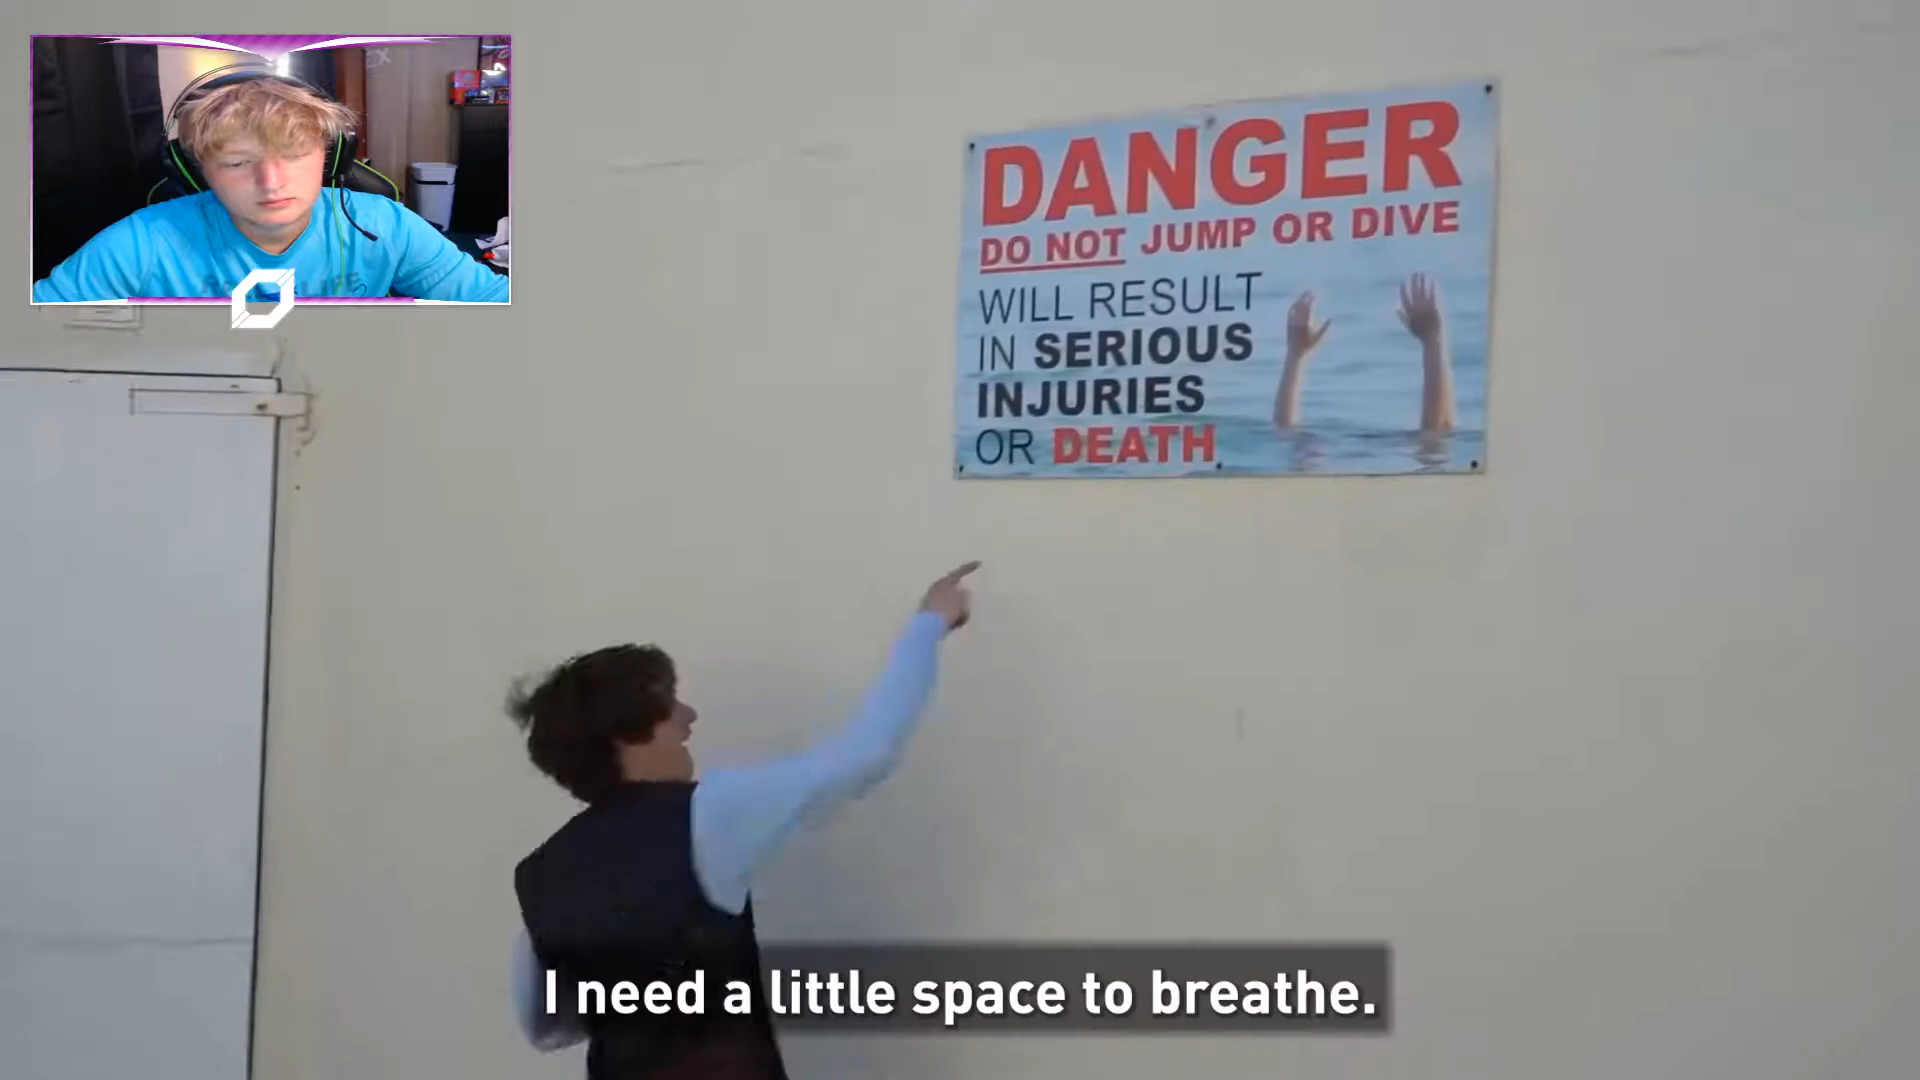 DANGER
DO NOT JUMP OR DIVE
WILL RESULT
IN SERIOUS
INJURIES
OR DEATH
I need a little space to breathe.